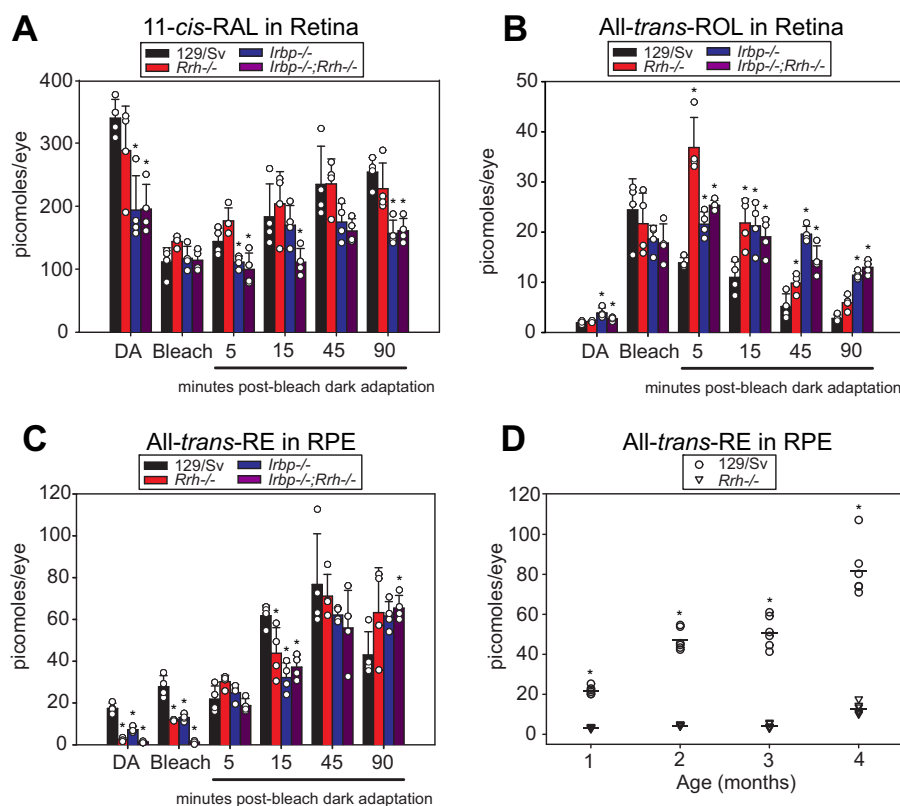 A
11-cis-RAL in Retina
129/Sv
Irbp-/-
Rrh-/-
Irbp-/-;Rrh-/-
picomoles/eye
400
300
200
100
0
*
*
*
*
*
*
*
DA
Bleach
5
15
45
90
minutes post-bleach dark adaptation
B
All-trans-ROL in Retina
129/Sv
Irbp-/-
Rrh-/-
Irbp-/-;Rrh-/-
picomoles/eye
50
40
30
20
10
0
*
*
*
*
*
*
*
*
*
*
*
*
*
DA
Bleach
5
15
45
90
minutes post-bleach dark adaptation
C
All-trans-RE in RPE
129/Sv
Irbp-/-
Rrh-/-
Irbp-/-;Rrh-/-
picomoles/eye
120
100
80
60
40
20
0
*
*
*
*
*
*
*
*
*
*
DA
Bleach
5
15
45
90
minutes post-bleach dark adaptation
D
All-trans-RE in RPE
129/Sv
Rrh-/-
picomoles/eye
120
100
80
60
40
20
0
*
*
*
*
1
2
3
4
Age (months)